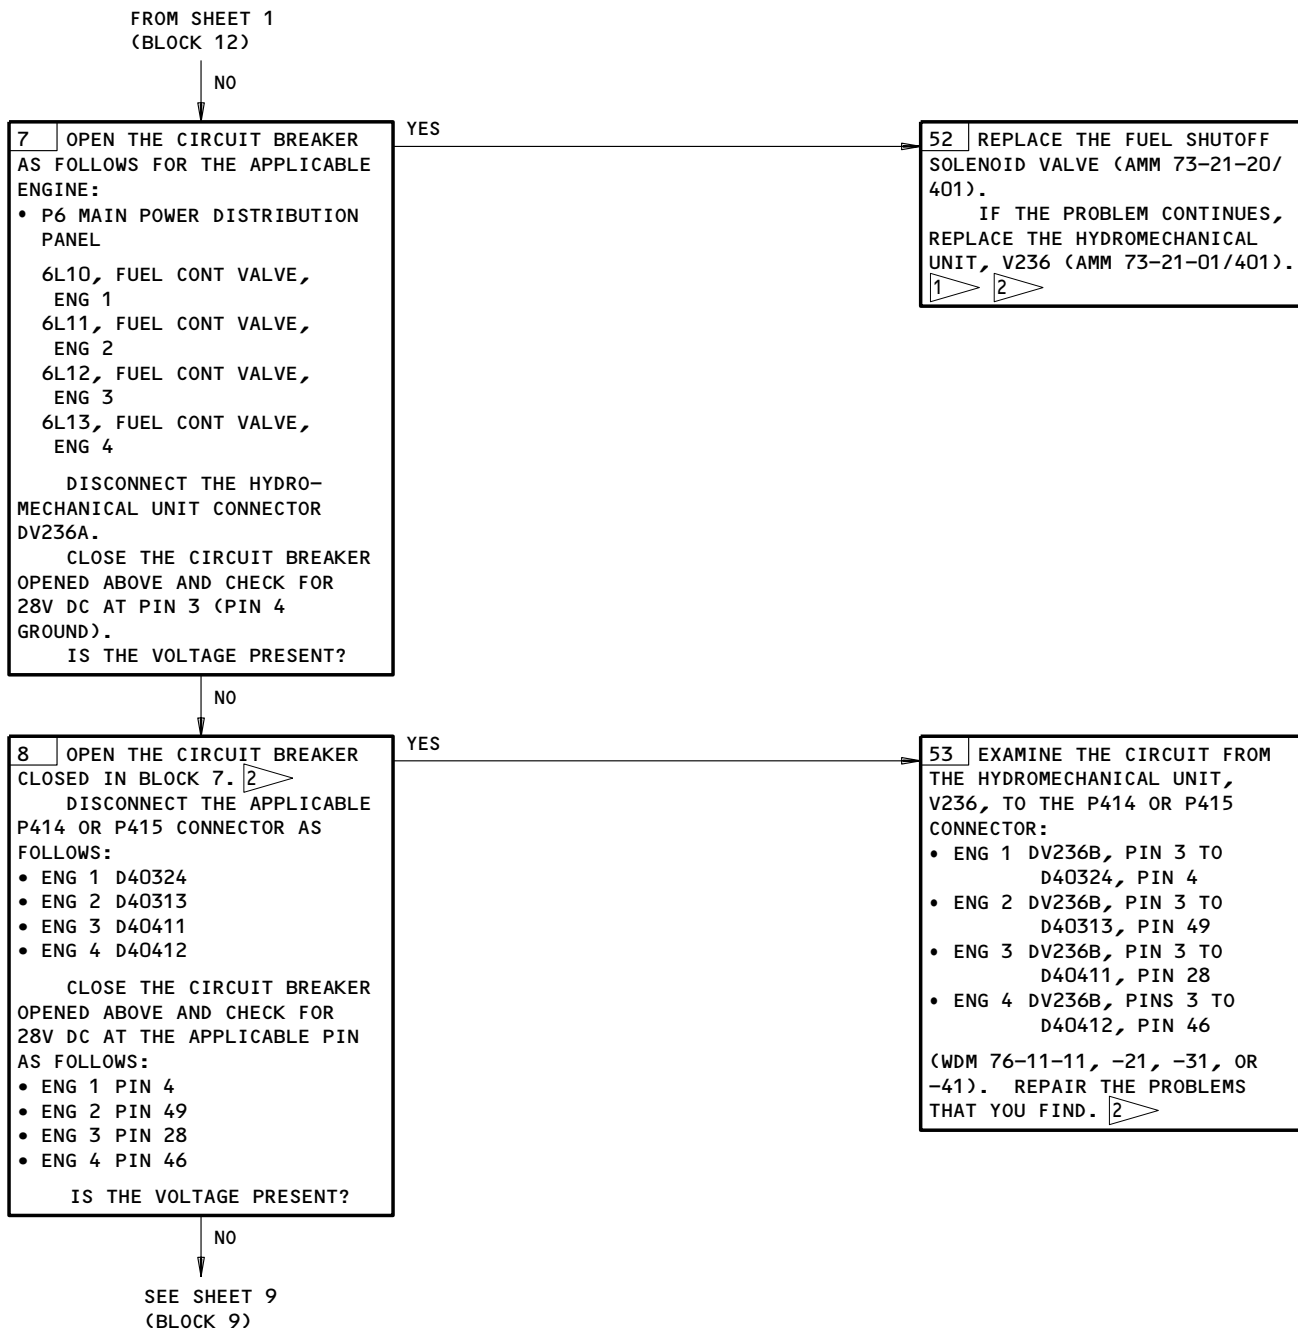 FROM SHEET 1
(BLOCK 12)
NO
7 OPEN THE CIRCUIT BREAKER
AS FOLLOWS FOR THE APPLICABLE
ENGINE:
• P6 MAIN POWER DISTRIBUTION
PANEL
6L10, FUEL CONT VALVE,
ENG 1
6L11, FUEL CONT VALVE,
ENG 2
6L12, FUEL CONT VALVE,
ENG 3
6L13, FUEL CONT VALVE,
ENG 4
DISCONNECT THE HYDRO-
MECHANICAL UNIT CONNECTOR
DV236A.
CLOSE THE CIRCUIT BREAKER
OPENED ABOVE AND CHECK FOR
28V DC AT PIN 3 (PIN 4
GROUND).
IS THE VOLTAGE PRESENT?
YES
52 REPLACE THE FUEL SHUTOFF
SOLENOID VALVE (AMM 73-21-20/
401).
IF THE PROBLEM CONTINUES,
REPLACE THE HYDROMECHANICAL
UNIT, V236 (AMM 73-21-01/401).
1 2
NO
8 OPEN THE CIRCUIT BREAKER
CLOSED IN BLOCK 7. 2
DISCONNECT THE APPLICABLE
P414 OR P415 CONNECTOR AS
FOLLOWS:
• ENG 1 D40324
• ENG 2 D40313
• ENG 3 D40411
• ENG 4 D40412
CLOSE THE CIRCUIT BREAKER
OPENED ABOVE AND CHECK FOR
28V DC AT THE APPLICABLE PIN
AS FOLLOWS:
• ENG 1 PIN 4
• ENG 2 PIN 49
• ENG 3 PIN 28
• ENG 4 PIN 46
IS THE VOLTAGE PRESENT?
YES
53 EXAMINE THE CIRCUIT FROM
THE HYDROMECHANICAL UNIT,
V236, TO THE P414 OR P415
CONNECTOR:
• ENG 1 DV236B, PIN 3 TO
D40324, PIN 4
• ENG 2 DV236B, PIN 3 TO
D40313, PIN 49
• ENG 3 DV236B, PIN 3 TO
D40411, PIN 28
• ENG 4 DV236B, PINS 3 TO
D40412, PIN 46
(WDM 76-11-11, -21, -31, OR
-41). REPAIR THE PROBLEMS
THAT YOU FIND. 2
NO
SEE SHEET 9
(BLOCK 9)